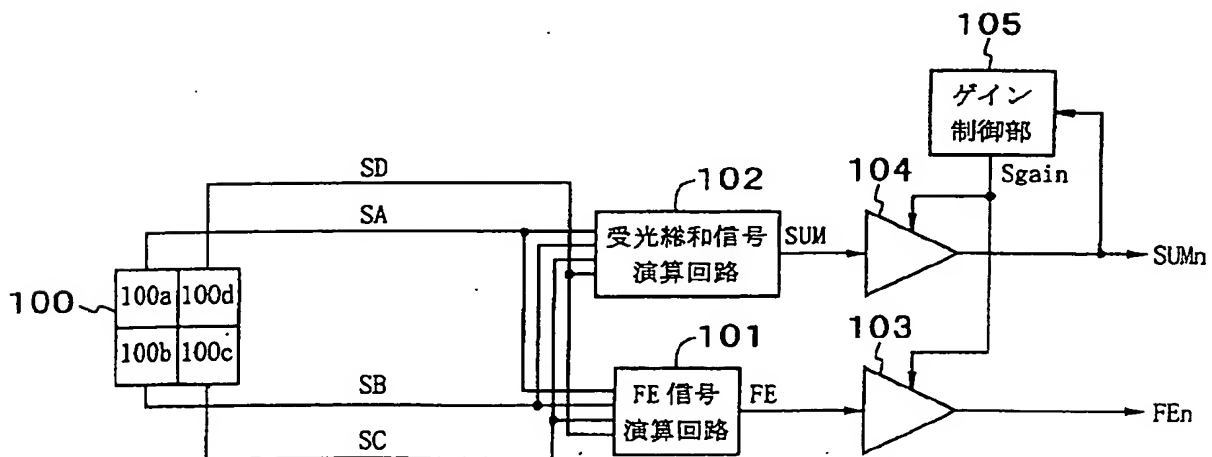 105
ゲイン
制御部
SD
102
104
Sgain
SA
受光総和信号
演算回路
SUM
SUMn
100
100a
100d
100b
100c
101
103
SB
FE信号
演算回路
FE
FEn
SC